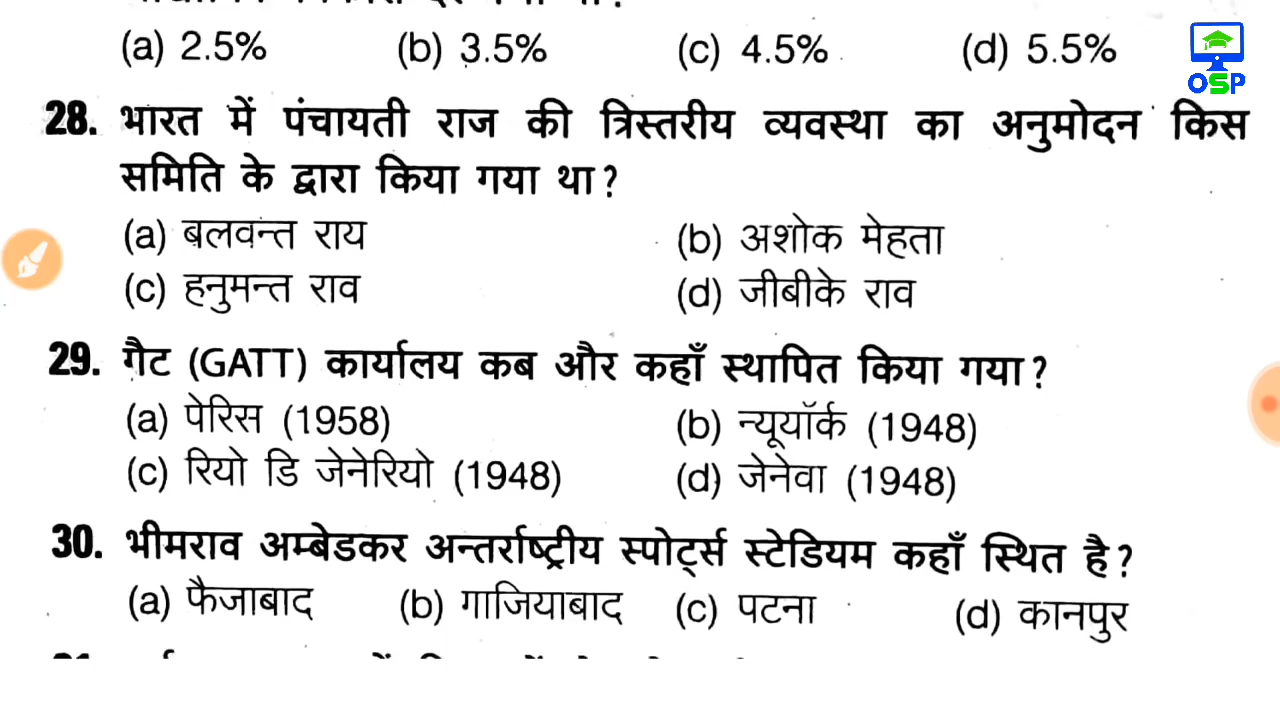 (a) 2.5% (b) 3.5% (c) 4.5% (d) 5.5%
OSP
28. भारत में पंचायती राज की त्रिस्तरीय व्यवस्था का अनुमोदन किस
समिति के द्वारा किया गया था?
(a) बलवन्त राय (b) अशोक मेहता
(c) हनुमन्त राव (d) जीबीके राव
29. गैट (GATT) कार्यालय कब और कहाँ स्थापित किया गया?
(a) पेरिस (1958) (b) न्यूयॉर्क (1948)
(c) रियो डि जेनेरियो (1948) (d) जेनेवा (1948)
30. भीमराव अम्बेडकर अन्तर्राष्ट्रीय स्पोर्ट्स स्टेडियम कहाँ स्थित है?
(a) फैजाबाद (b) गाजियाबाद (c) पटना (d) कानपुर